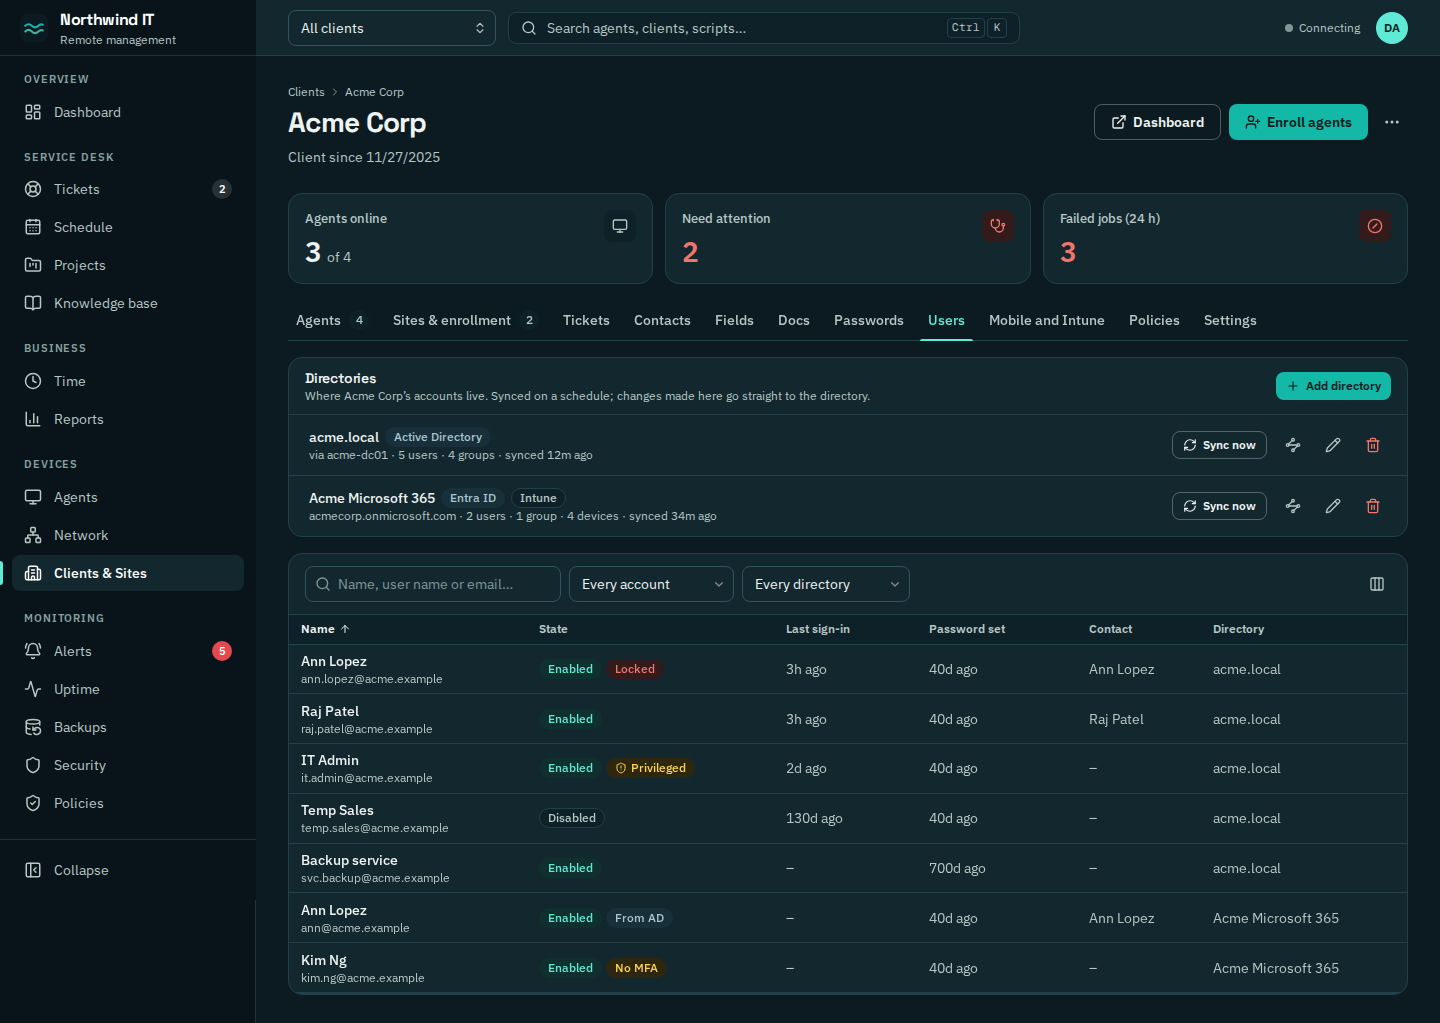 Northwind IT
Remote management
All clients
Search agents, clients, scripts...
Ctrl K
Connecting
DA
OVERVIEW
Dashboard
SERVICE DESK
Tickets 2
Schedule
Projects
Knowledge base
BUSINESS
Time
Reports
DEVICES
Agents
Network
Clients & Sites
MONITORING
Alerts 5
Uptime
Backups
Security
Policies
Collapse
Clients > Acme Corp
Acme Corp
Client since 11/27/2025
Dashboard
Enroll agents
Agents online
3 of 4
Need attention
2
Failed jobs (24 h)
3
Agents 4 Sites & enrollment 2 Tickets Contacts Fields Docs Passwords Users Mobile and Intune Policies Settings
Directories
Where Acme Corp's accounts live. Synced on a schedule; changes made here go straight to the directory.
Add directory
acme.local Active Directory
via acme-dc01 · 5 users · 4 groups · synced 12m ago
Sync now
Acme Microsoft 365 Entra ID Intune
acmecorp.onmicrosoft.com · 2 users · 1 group · 4 devices · synced 34m ago
Sync now
Name, user name or email...
Every account
Every directory
Name State Last sign-in Password set Contact Directory
Ann Lopez
ann.lopez@acme.example
Enabled Locked 3h ago 40d ago Ann Lopez acme.local
Raj Patel
raj.patel@acme.example
Enabled 3h ago 40d ago Raj Patel acme.local
IT Admin
it.admin@acme.example
Enabled Privileged 2d ago 40d ago – acme.local
Temp Sales
temp.sales@acme.example
Disabled 130d ago 40d ago – acme.local
Backup service
svc.backup@acme.example
Enabled – 700d ago – acme.local
Ann Lopez
ann@acme.example
Enabled From AD – 40d ago Ann Lopez Acme Microsoft 365
Kim Ng
kim.ng@acme.example
Enabled No MFA – 40d ago – Acme Microsoft 365